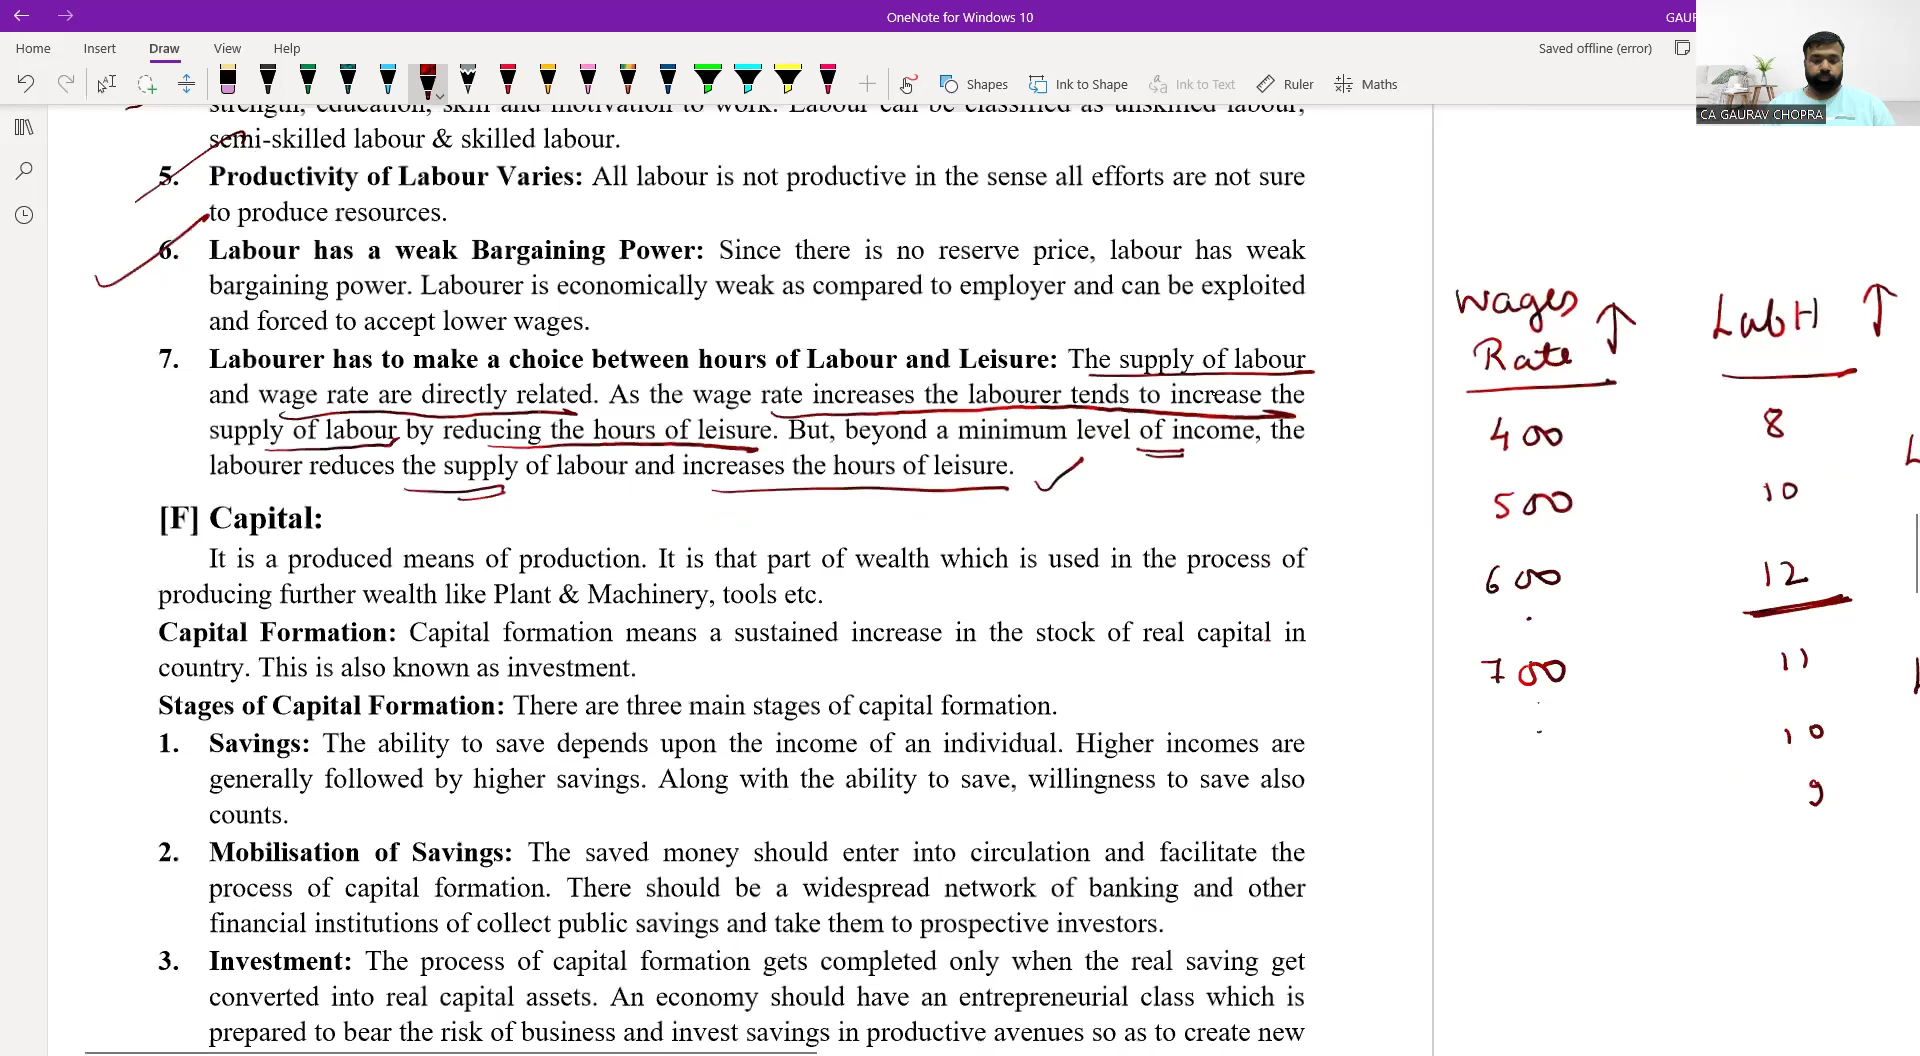 OneNote for Windows 10
GAUR
Home Insert Draw View Help
Saved offline (error)
Shapes Ink to Shape Ink to Text Ruler Maths
CA GAURAV CHOPRA
strength, education, skill and motivation to work. Labour can be classified as unskilled labour,
semi-skilled labour & skilled labour.
5. Productivity of Labour Varies: All labour is not productive in the sense all efforts are not sure
to produce resources.
6. Labour has a weak Bargaining Power: Since there is no reserve price, labour has weak
bargaining power. Labourer is economically weak as compared to employer and can be exploited
and forced to accept lower wages.
7. Labourer has to make a choice between hours of Labour and Leisure: The supply of labour
and wage rate are directly related. As the wage rate increases the labourer tends to increase the
supply of labour by reducing the hours of leisure. But, beyond a minimum level of income, the
labourer reduces the supply of labour and increases the hours of leisure.
[F] Capital:
It is a produced means of production. It is that part of wealth which is used in the process of
producing further wealth like Plant & Machinery, tools etc.
Capital Formation: Capital formation means a sustained increase in the stock of real capital in
country. This is also known as investment.
Stages of Capital Formation: There are three main stages of capital formation.
1. Savings: The ability to save depends upon the income of an individual. Higher incomes are
generally followed by higher savings. Along with the ability to save, willingness to save also
counts.
2. Mobilisation of Savings: The saved money should enter into circulation and facilitate the
process of capital formation. There should be a widespread network of banking and other
financial institutions of collect public savings and take them to prospective investors.
3. Investment: The process of capital formation gets completed only when the real saving get
converted into real capital assets. An economy should have an entrepreneurial class which is
prepared to bear the risk of business and invest savings in productive avenues so as to create new
Wages Rate ↑ LabH ↑
400 8
500 10
600 12
700 11
10
9